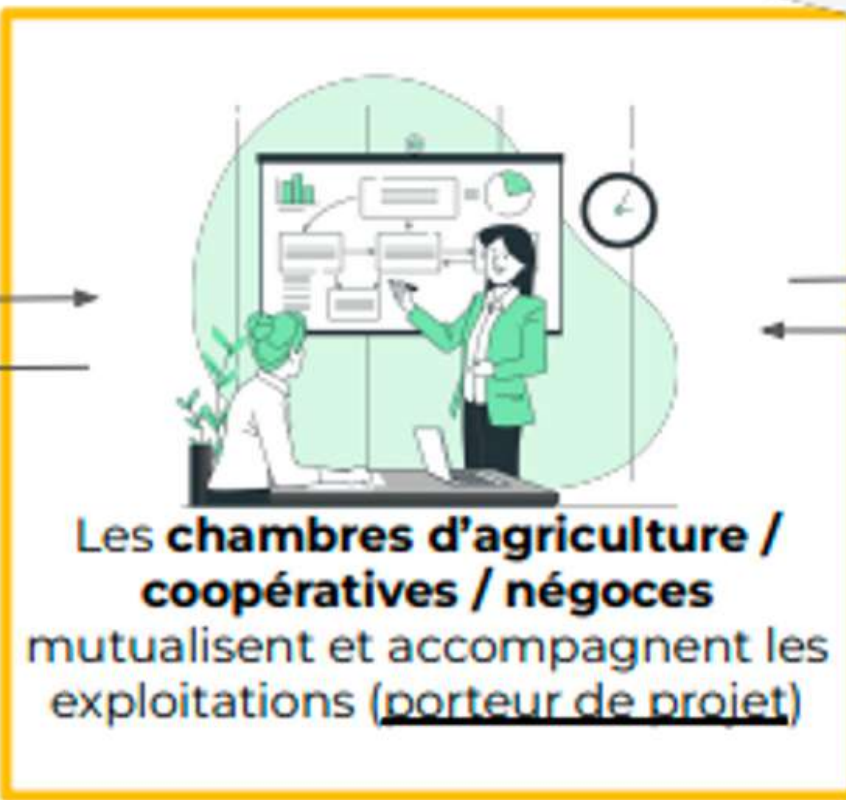 Les chambres d'agriculture /
coopératives / négoces
mutualisent et accompagnent les
exploitations (porteur de projet)